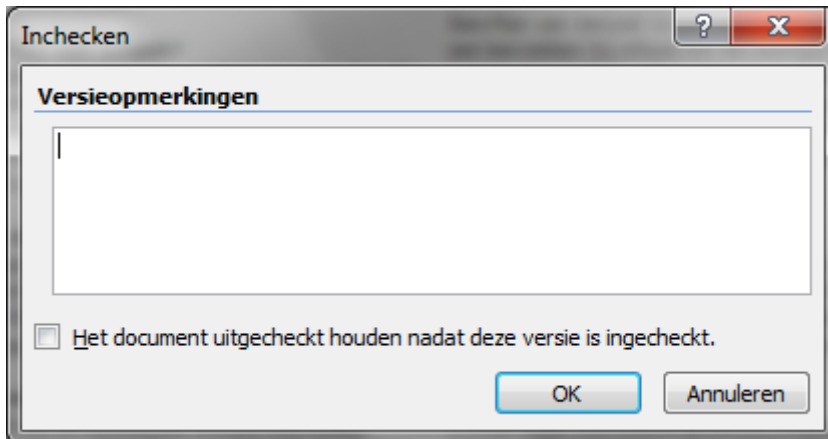 Inchecken
Versieopmerkingen
Het document uitgecheckt houden nadat deze versie is ingecheckt.
OK Annuleren